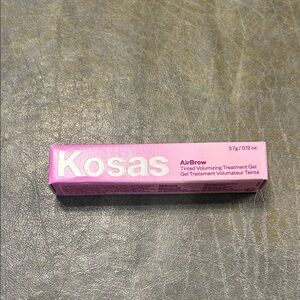 Kosas
3.7g / 0.12 oz.
AirBrow
Tinted Volumizing Treatment Gel
Gel Traitement Volumateur Teinté